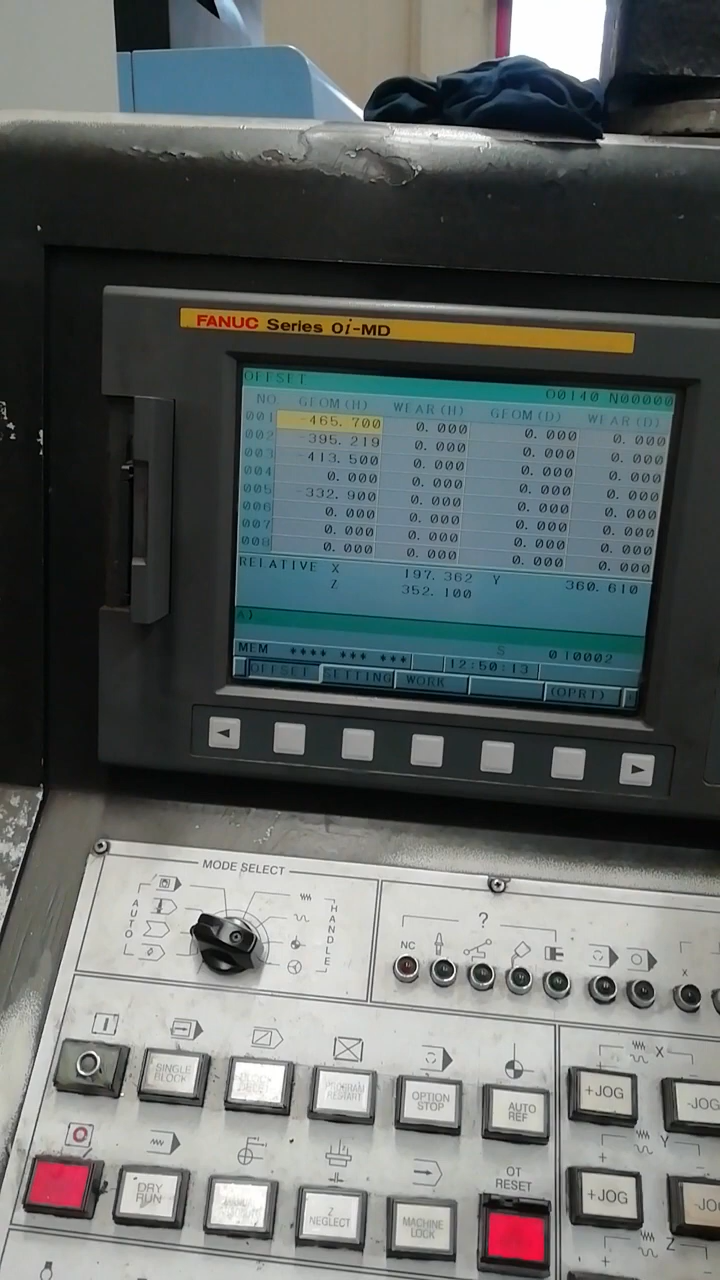 FANUC Series 0i-MD
OFFSET O0140 N00000
NO. GEOM(H) WEAR(H) GEOM(D) WEAR(D)
001 -465.700 0.000 0.000 0.000
002 -395.219 0.000 0.000 0.000
003 -413.500 0.000 0.000 0.000
004 0.000 0.000 0.000 0.000
005 -332.900 0.000 0.000 0.000
006 0.000 0.000 0.000 0.000
007 0.000 0.000 0.000 0.000
008 0.000 0.000 0.000 0.000
RELATIVE X 197.362 Y 360.610
Z 352.100
A)
S 0 10002
MEM **** *** *** 12:50:13
OFFSET SETTING WORK (OPRT)
MODE SELECT
AUTO
HANDLE
?
NC
X
SINGLE BLOCK
PROGRAM RESTART
OPTION STOP
AUTO REF
X
+ -
+JOG
-JOG
OT RESET
DRY RUN
Z NEGLECT
MACHINE LOCK
Y
+ -
+JOG
-JO
Z
+ -